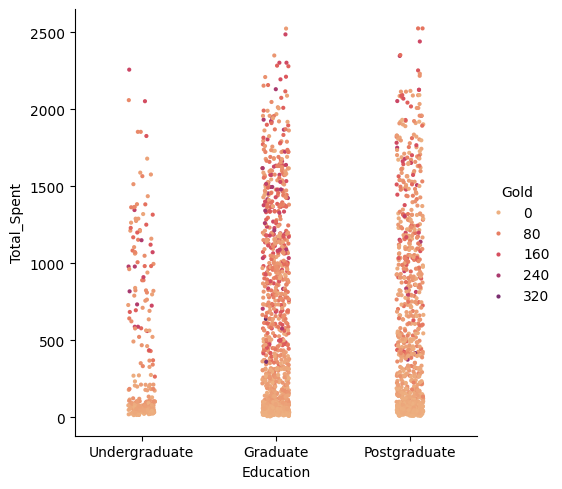 2500
2000
1500
1000
500
0
Total_Spent
Undergraduate
Graduate
Postgraduate
Education
Gold
0
80
160
240
320